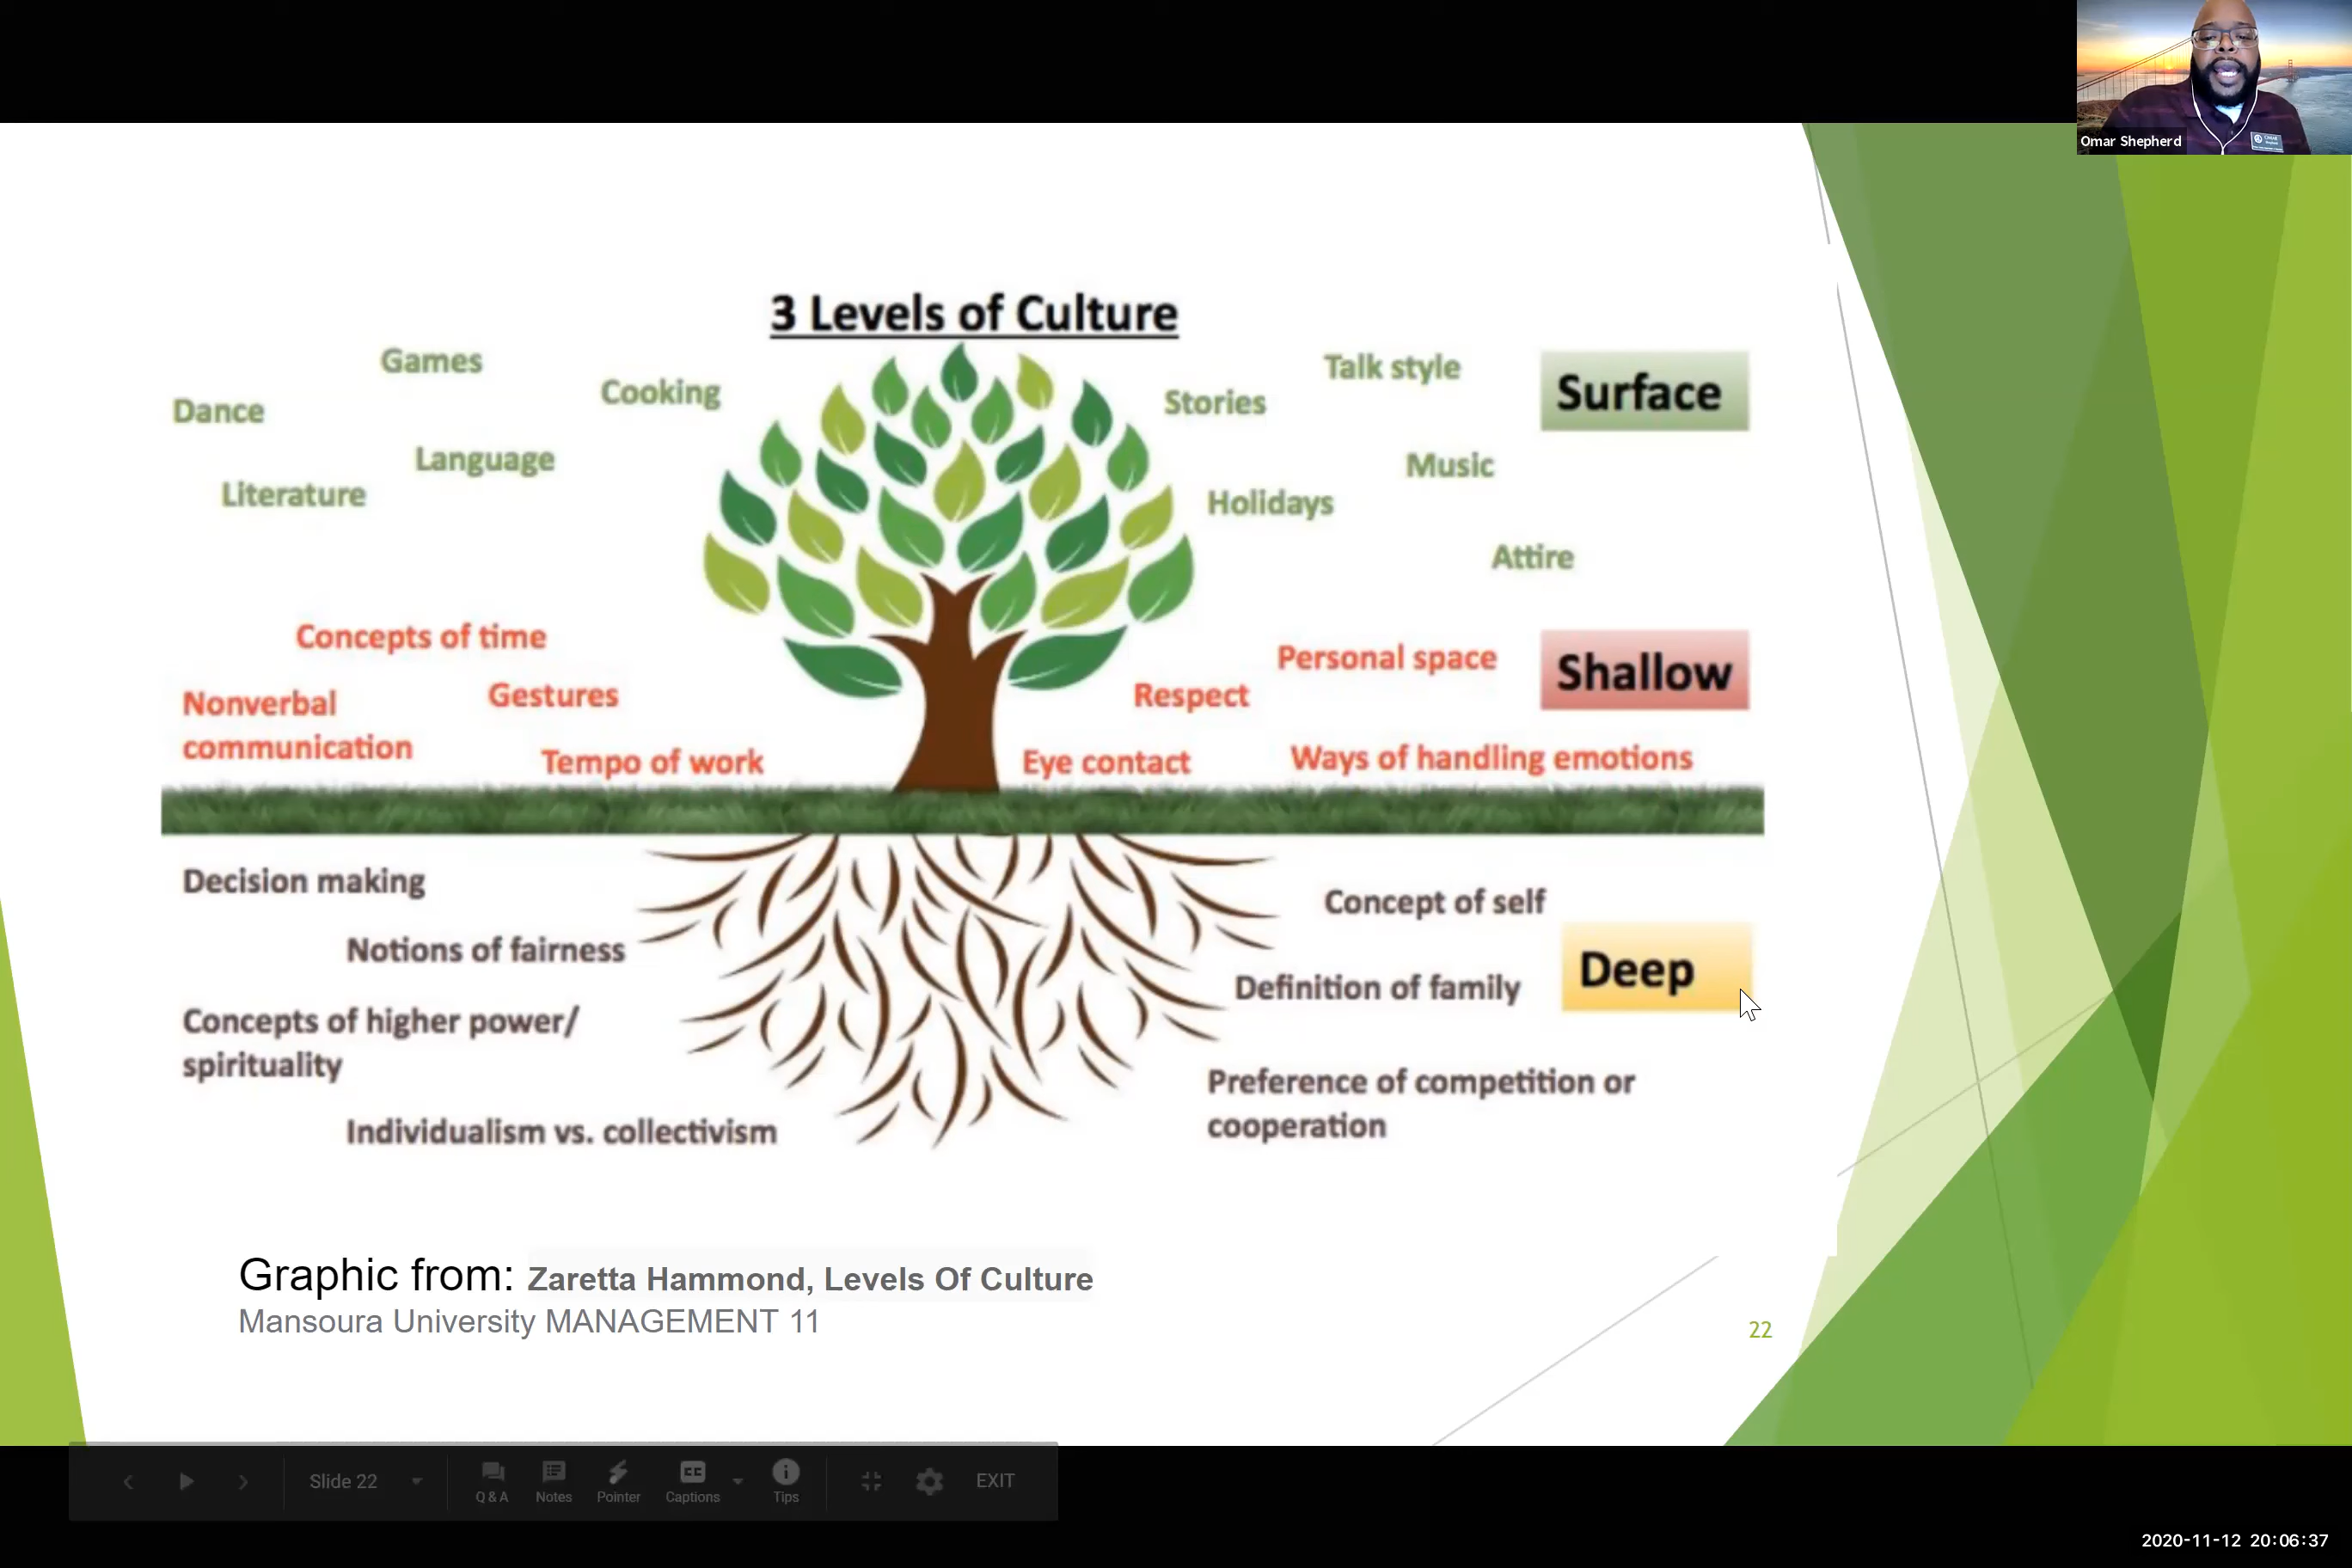 Omar Shepherd
3 Levels of Culture
Games
Dance
Cooking
Language
Literature
Talk style
Stories
Surface
Music
Holidays
Attire
Concepts of time
Nonverbal
communication
Gestures
Tempo of work
Personal space
Respect
Shallow
Eye contact
Ways of handling emotions
Decision making
Notions of fairness
Concepts of higher power/
spirituality
Individualism vs. collectivism
Concept of self
Definition of family
Deep
Preference of competition or
cooperation
Graphic from: Zaretta Hammond, Levels Of Culture
Mansoura University MANAGEMENT 11
22
Slide 22
Q & A
Notes
Pointer
CC
Captions
Tips
EXIT
2020-11-12 20:06:37